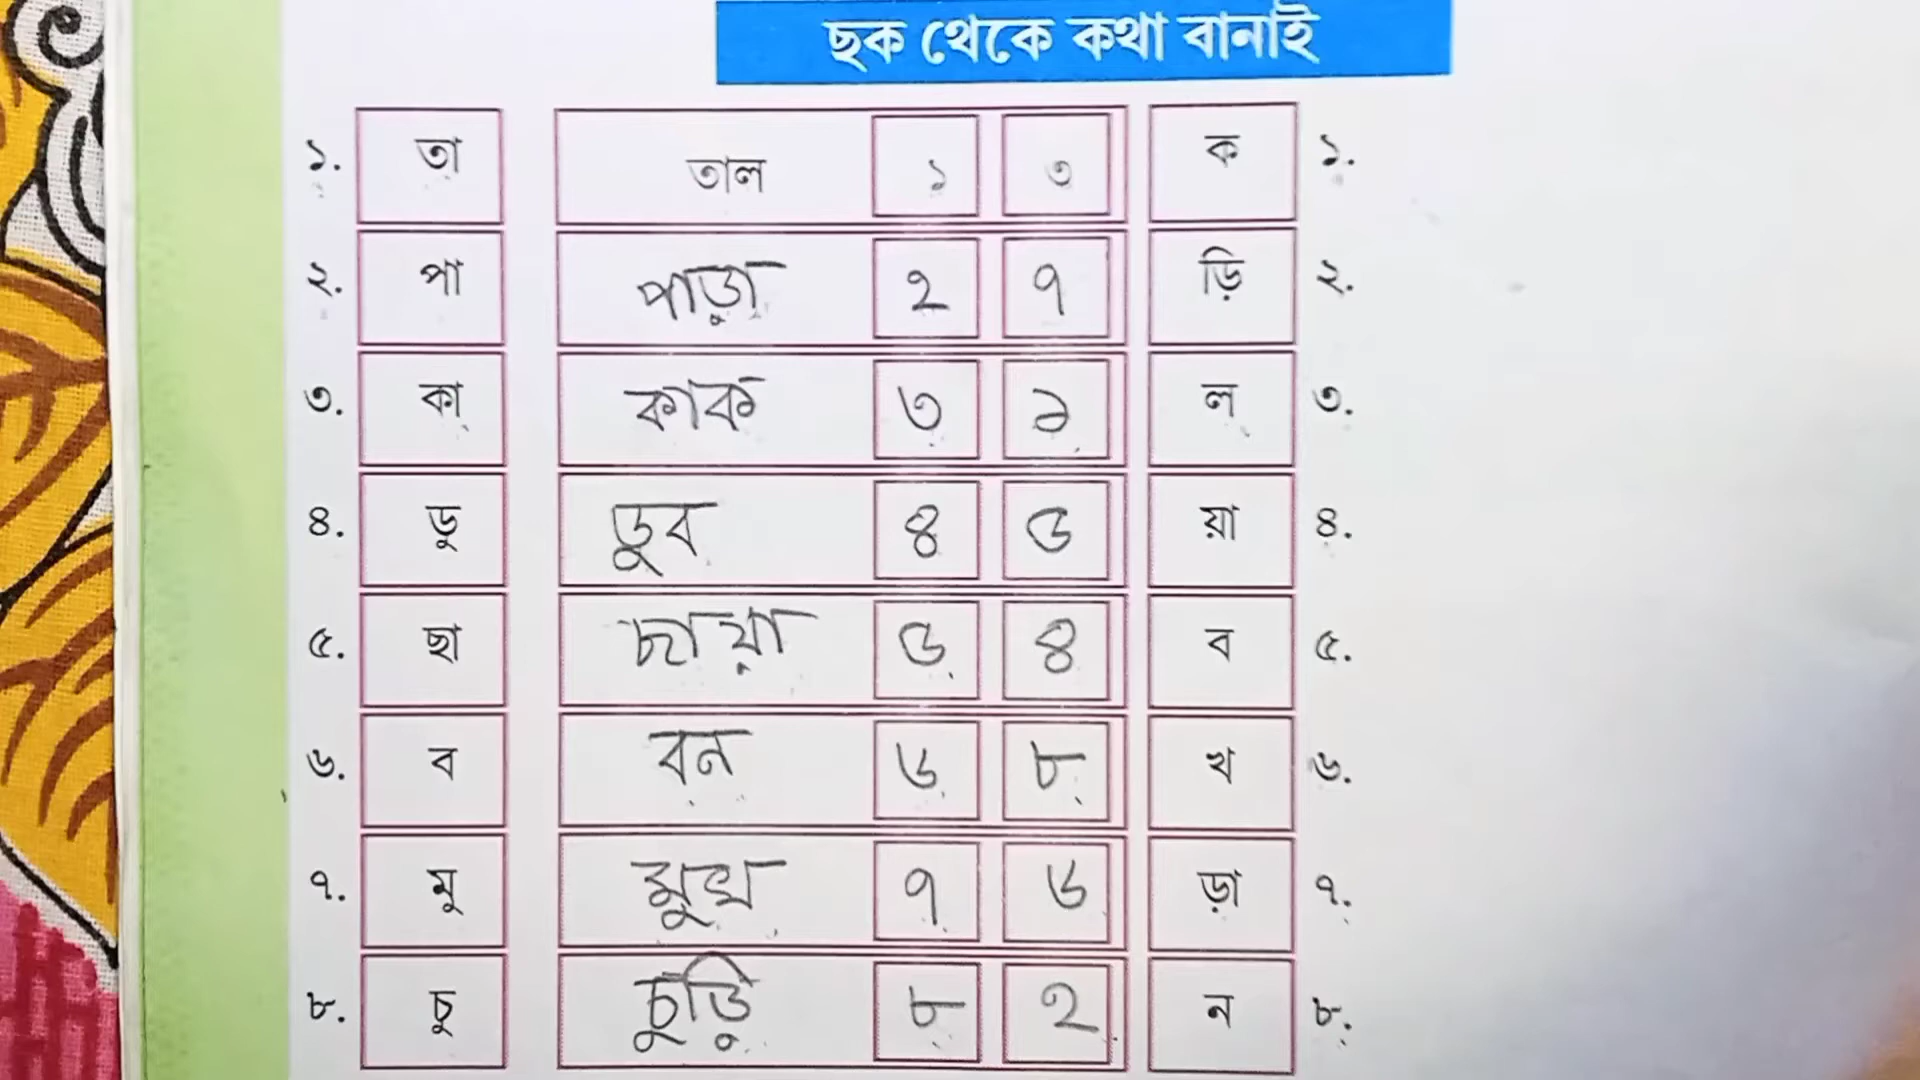 ছক থেকে কথা বানাই
১. তা তাল ১ ৩ ক ১.
২. পা পাড়া ২ ৭ ড়ি ২.
৩. কা কাক ৩ ১ ল ৩.
৪. ডু ডুব ৪ ৫ য়া ৪.
৫. ছা ছায়া ৫ ৪ ব ৫.
৬. ব বন ৬ ৮ খ ৬.
৭. মু মুখ ৭ ৬ ড়া ৭.
৮. চু চুড়ি ৮ ২ ন ৮.